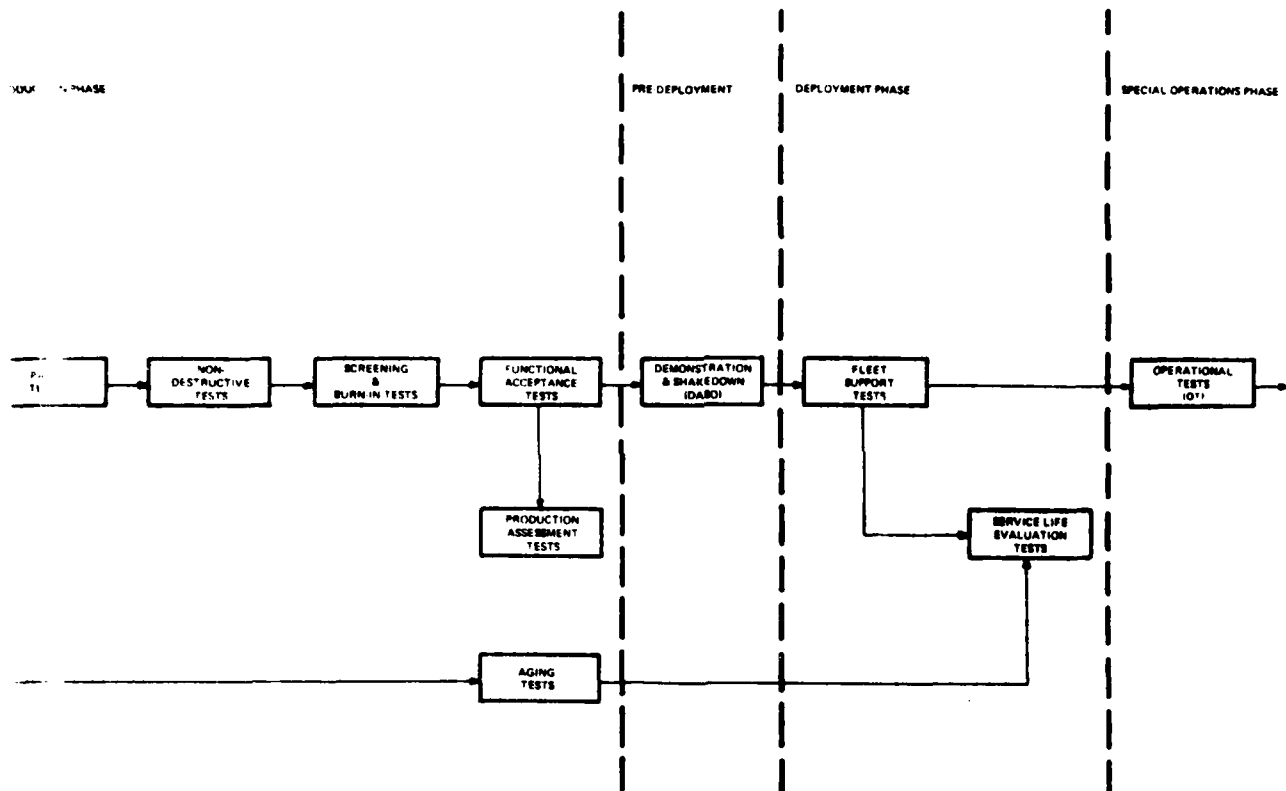 PHASE
PRE-DEPLOYMENT
DEPLOYMENT PHASE
SPECIAL OPERATIONS PHASE
NON-
DESTRUCTIVE
TESTS
SCREENING
&
BURN-IN TESTS
FUNCTIONAL
ACCEPTANCE
TESTS
DEMONSTRATION
& SHAKEDOWN
(DASO)
FLEET
SUPPORT
TESTS
OPERATIONAL
TESTS
(OT)
PRODUCTION
ASSESSMENT
TESTS
SERVICE LIFE
EVALUATION
TESTS
AGING
TESTS